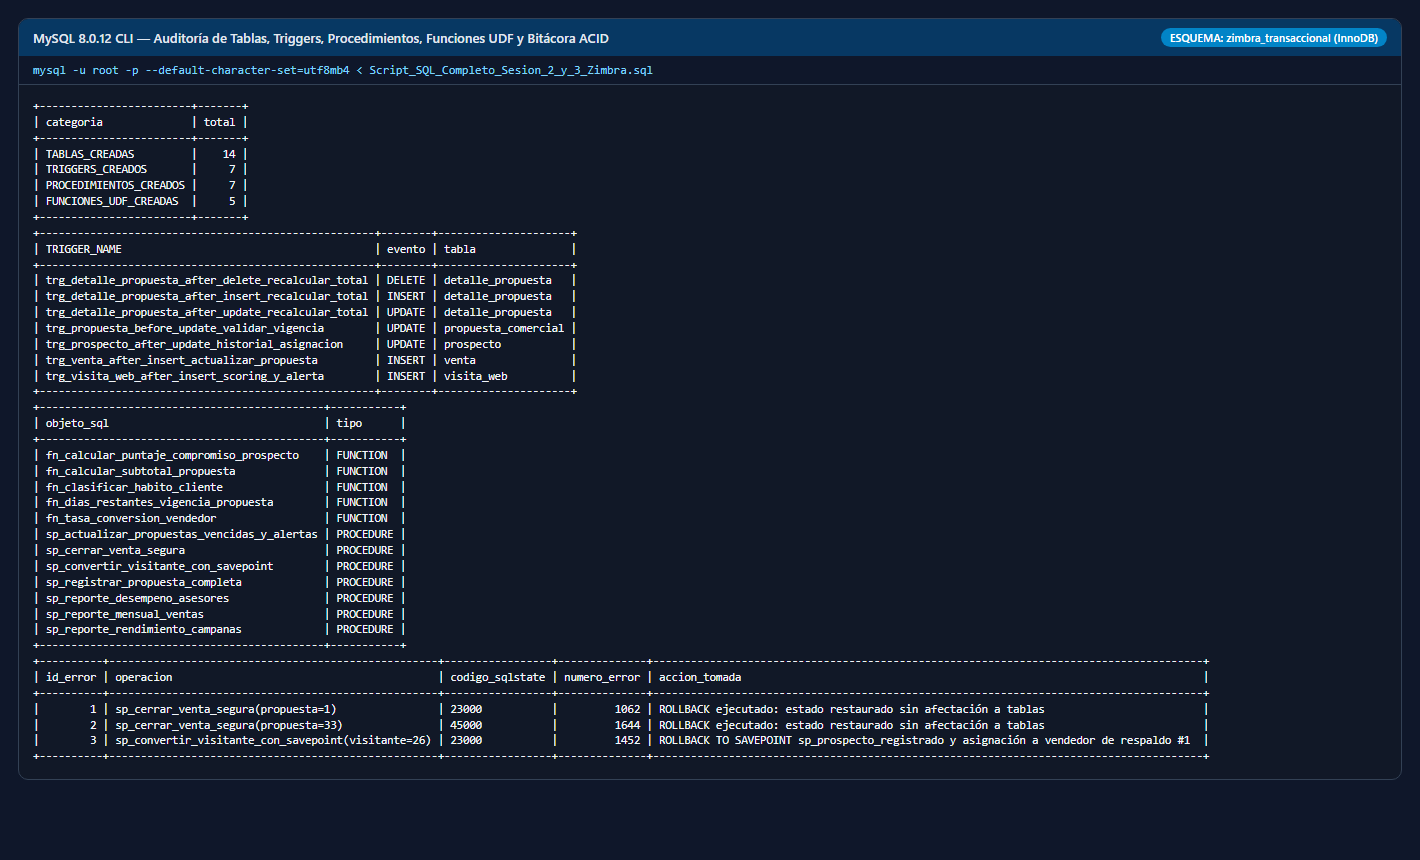 MySQL 8.0.12 CLI — Auditoría de Tablas, Triggers, Procedimientos, Funciones UDF y Bitácora ACID
ESQUEMA: zimbra_transaccional (InnoDB)
mysql -u root -p --default-character-set=utf8mb4 < Script_SQL_Completo_Sesion_2_y_3_Zimbra.sql
+------------------------+-------+
| categoria              | total |
+------------------------+-------+
| TABLAS_CREADAS         |    14 |
| TRIGGERS_CREADOS       |     7 |
| PROCEDIMIENTOS_CREADOS |     7 |
| FUNCIONES_UDF_CREADAS  |     5 |
+------------------------+-------+
+-----------------------------------------------------+--------+---------------------+
| TRIGGER_NAME                                        | evento | tabla               |
+-----------------------------------------------------+--------+---------------------+
| trg_detalle_propuesta_after_delete_recalcular_total | DELETE | detalle_propuesta   |
| trg_detalle_propuesta_after_insert_recalcular_total | INSERT | detalle_propuesta   |
| trg_detalle_propuesta_after_update_recalcular_total | UPDATE | detalle_propuesta   |
| trg_propuesta_before_update_validar_vigencia        | UPDATE | propuesta_comercial |
| trg_prospecto_after_update_historial_asignacion     | UPDATE | prospecto           |
| trg_venta_after_insert_actualizar_propuesta         | INSERT | venta               |
| trg_visita_web_after_insert_scoring_y_alerta        | INSERT | visita_web          |
+-----------------------------------------------------+--------+---------------------+
+---------------------------------------------+-----------+
| objeto_sql                                  | tipo      |
+---------------------------------------------+-----------+
| fn_calcular_puntaje_compromiso_prospecto    | FUNCTION  |
| fn_calcular_subtotal_propuesta              | FUNCTION  |
| fn_clasificar_habito_cliente                | FUNCTION  |
| fn_dias_restantes_vigencia_propuesta        | FUNCTION  |
| fn_tasa_conversion_vendedor                 | FUNCTION  |
| sp_actualizar_propuestas_vencidas_y_alertas | PROCEDURE |
| sp_cerrar_venta_segura                      | PROCEDURE |
| sp_convertir_visitante_con_savepoint        | PROCEDURE |
| sp_registrar_propuesta_completa             | PROCEDURE |
| sp_reporte_desempeno_asesores               | PROCEDURE |
| sp_reporte_mensual_ventas                   | PROCEDURE |
| sp_reporte_rendimiento_campanas             | PROCEDURE |
+---------------------------------------------+-----------+
+----------+----------------------------------------------------+-----------------+--------------+---------------------------------------------------------------------------------------+
| id_error | operacion                                          | codigo_sqlstate | numero_error | accion_tomada                                                                         |
+----------+----------------------------------------------------+-----------------+--------------+---------------------------------------------------------------------------------------+
|        1 | sp_cerrar_venta_segura(propuesta=1)                | 23000           |         1062 | ROLLBACK ejecutado: estado restaurado sin afectación a tablas                         |
|        2 | sp_cerrar_venta_segura(propuesta=33)               | 45000           |         1644 | ROLLBACK ejecutado: estado restaurado sin afectación a tablas                         |
|        3 | sp_convertir_visitante_con_savepoint(visitante=26) | 23000           |         1452 | ROLLBACK TO SAVEPOINT sp_prospecto_registrado y asignación a vendedor de respaldo #1  |
+----------+----------------------------------------------------+-----------------+--------------+---------------------------------------------------------------------------------------+